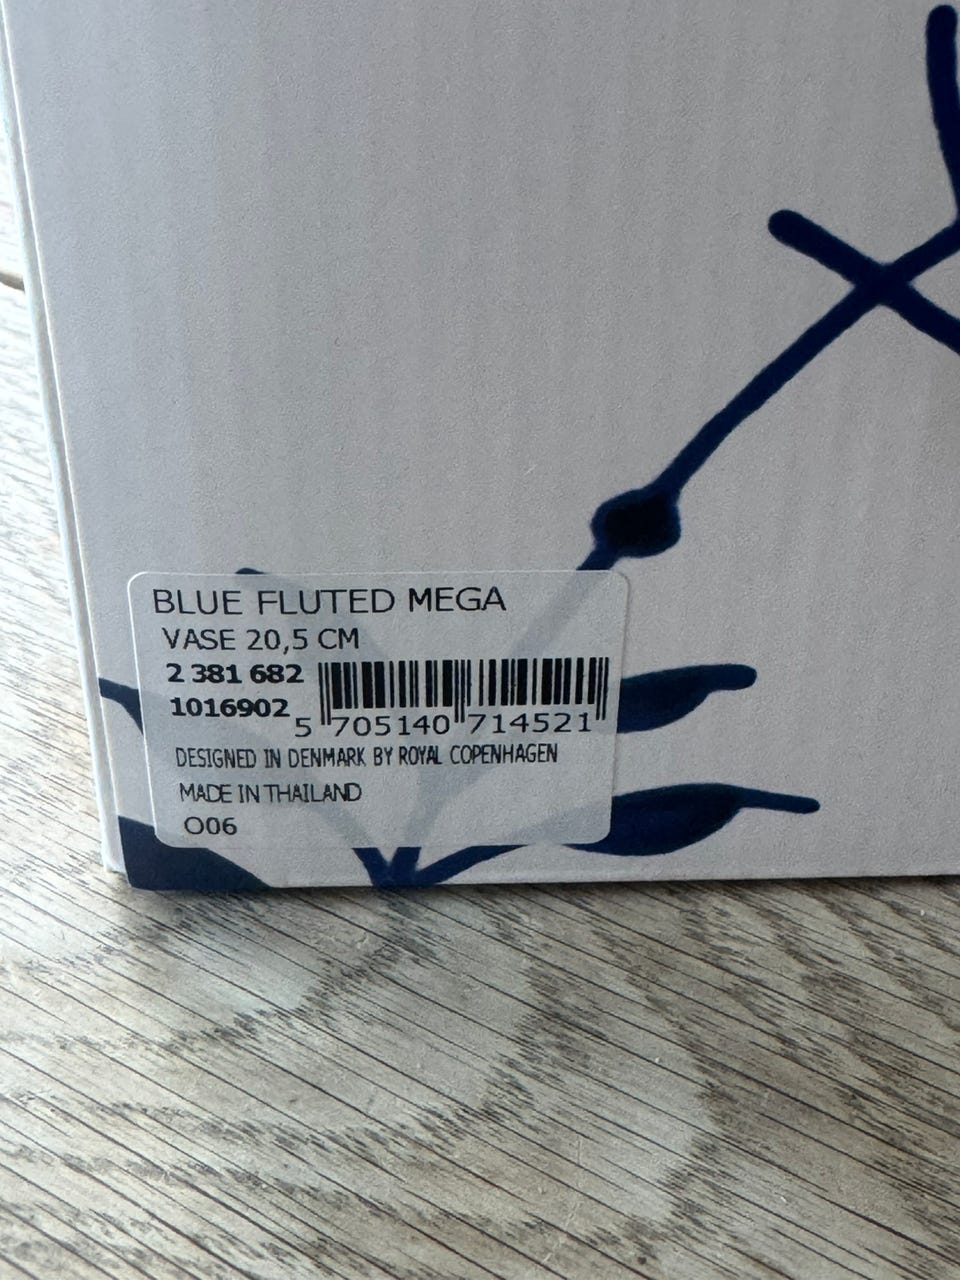 BLUE FLUTED MEGA
VASE 20,5 CM
2 381 682
1016902
5 705140 714521
DESIGNED IN DENMARK BY ROYAL COPENHAGEN
MADE IN THAILAND
O06